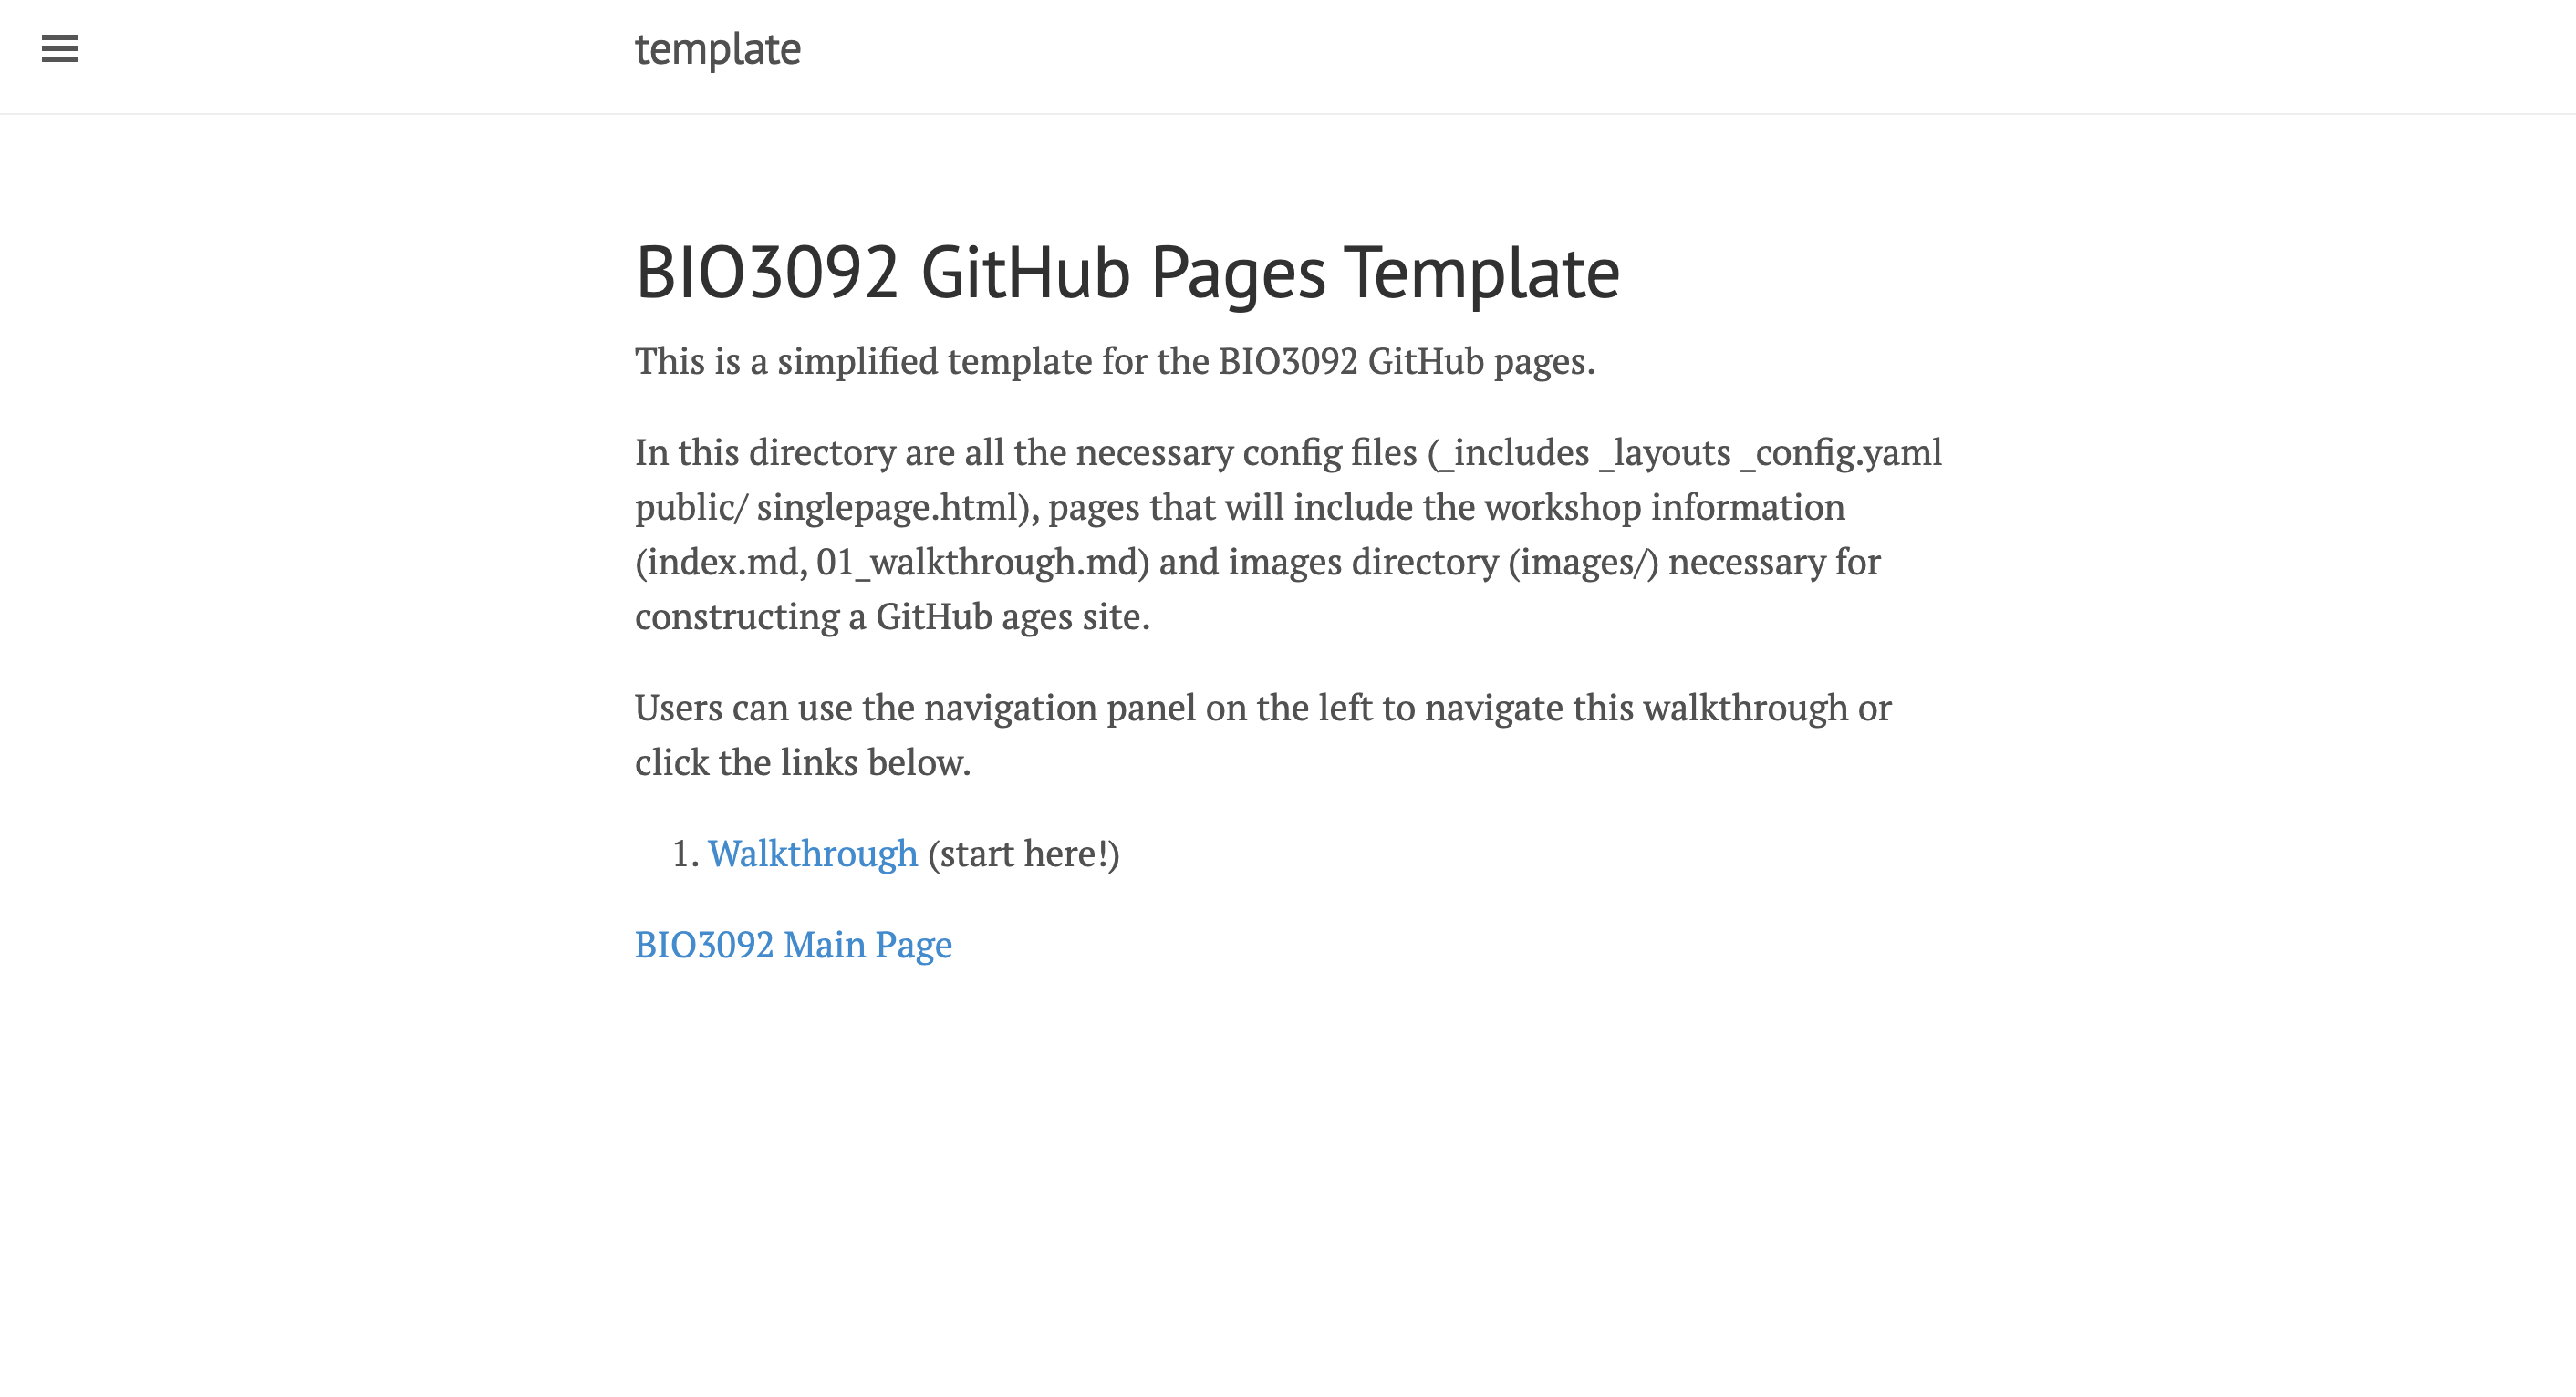 template
BIO3092 GitHub Pages Template
This is a simplified template for the BIO3092 GitHub pages.
In this directory are all the necessary config files (_includes _layouts _config.yaml
public/ singlepage.html), pages that will include the workshop information
(index.md, 01_walkthrough.md) and images directory (images/) necessary for
constructing a GitHub ages site.
Users can use the navigation panel on the left to navigate this walkthrough or
click the links below.
1. Walkthrough (start here!)
BIO3092 Main Page